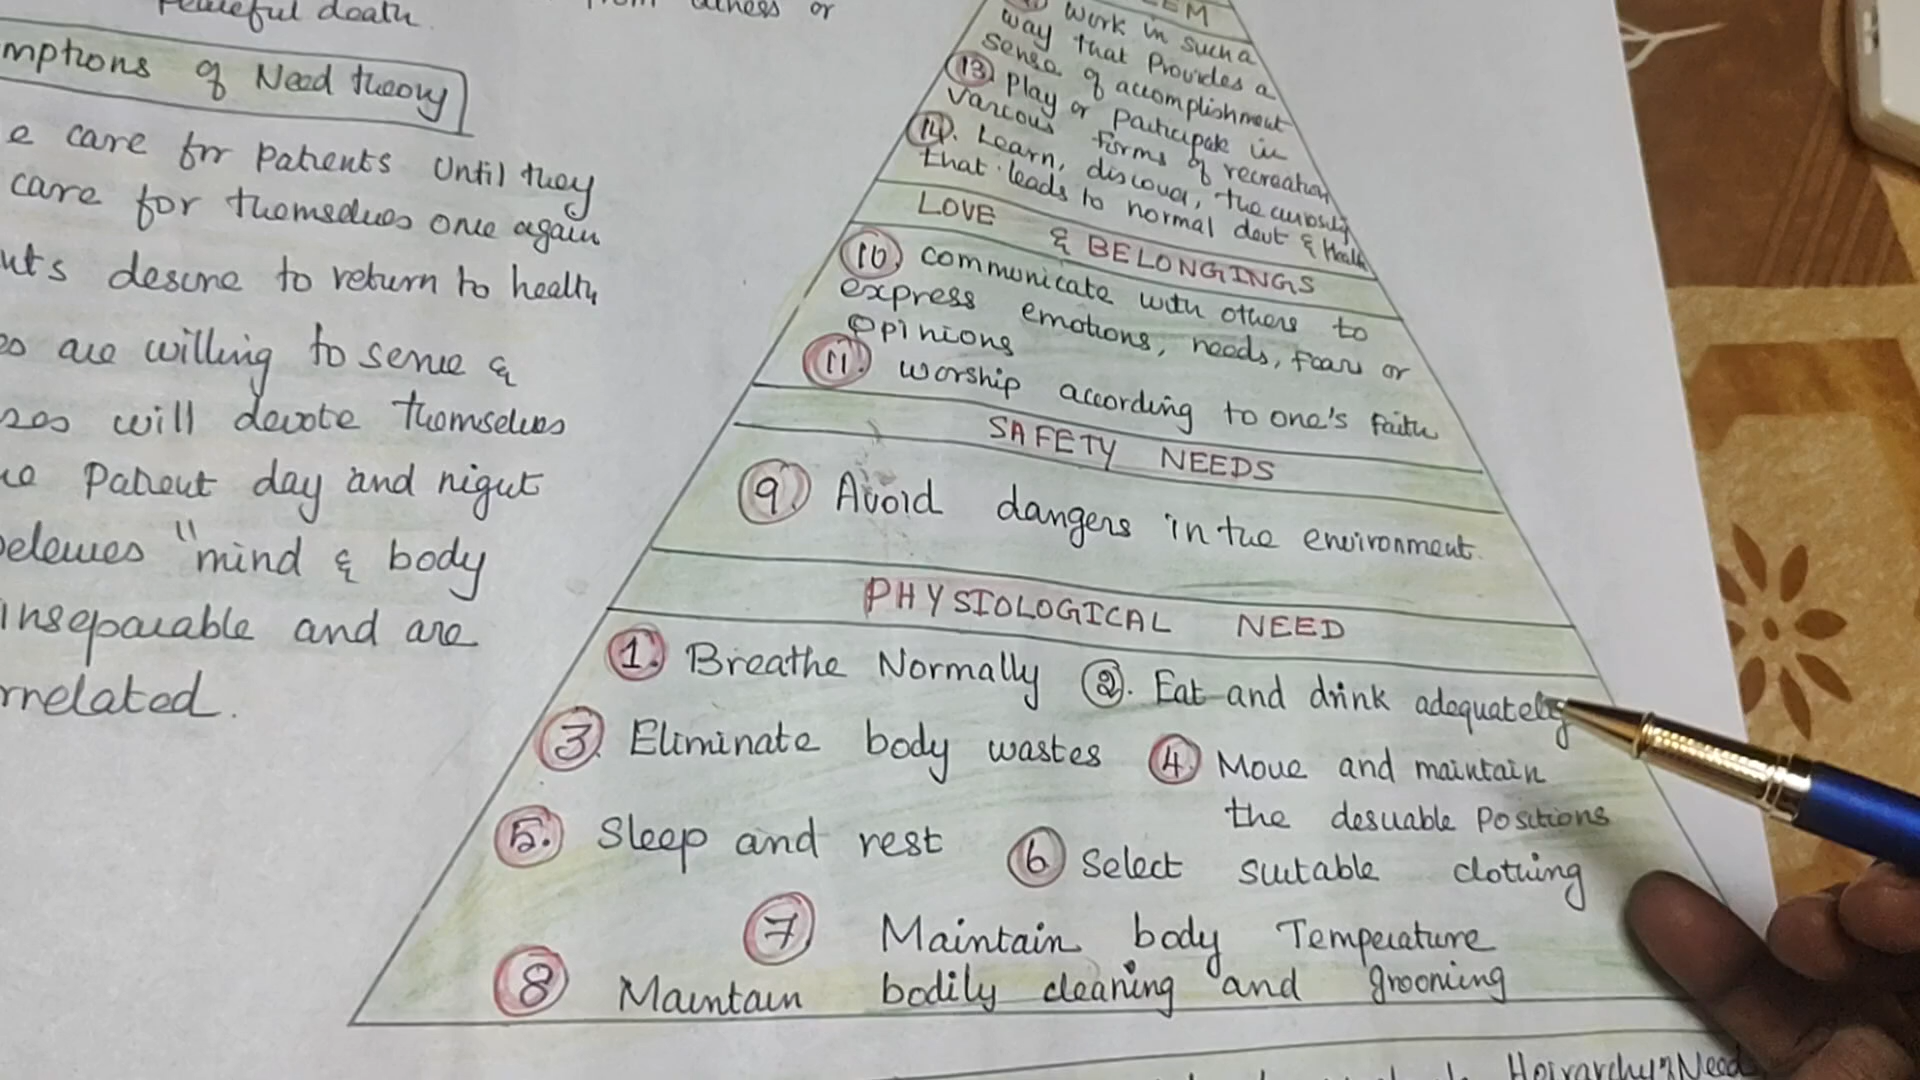 Peaceful death.
from illness or
mptions of Need theory
e care for patients Until they
care for themselves once again
desire to return to health
are willing to serve &
will devote themselves
Patient day and night
"mind & body
inseparable and are
rrelated.
EM
Work in such a
way that Provides a
sense of accomplishment
13. Play or participate in
various forms of recreation
14. Learn, discover, the curiosity
that leads to normal devt & Health
LOVE & BELONGINGS
10. communicate with others to
express emotions, needs, fears or
opinions
11. worship according to one's faith
SAFETY NEEDS
9. Avoid dangers in the environment.
PHYSIOLOGICAL NEED
1. Breathe Normally 2. Eat and drink adequately
3. Eliminate body wastes 4. Move and maintain
the desirable Positions
5. Sleep and rest 6 Select suitable clothing
7. Maintain body Temperature
8 Maintain bodily cleaning and grooming
Heirarchy of Need